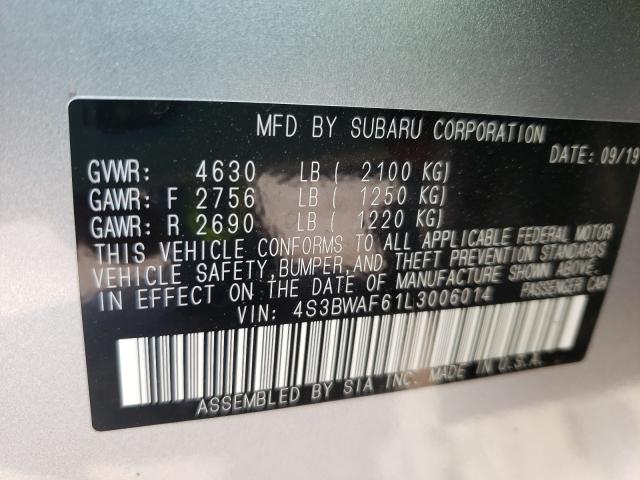 MFD BY SUBARU CORPORATION
DATE: 09/19
GVWR: 4630 LB ( 2100 KG)
GAWR: F 2756 LB ( 1250 KG)
GAWR: R 2690 LB ( 1220 KG)
THIS VEHICLE CONFORMS TO ALL APPLICABLE FEDERAL MOTOR
VEHICLE SAFETY, BUMPER, AND THEFT PREVENTION STANDARDS
IN EFFECT ON THE DATE OF MANUFACTURE SHOWN ABOVE.
VIN: 4S3BWAF61L3006014 PASSENGER CAR
ASSEMBLED BY SIA INC. MADE IN U.S.A.